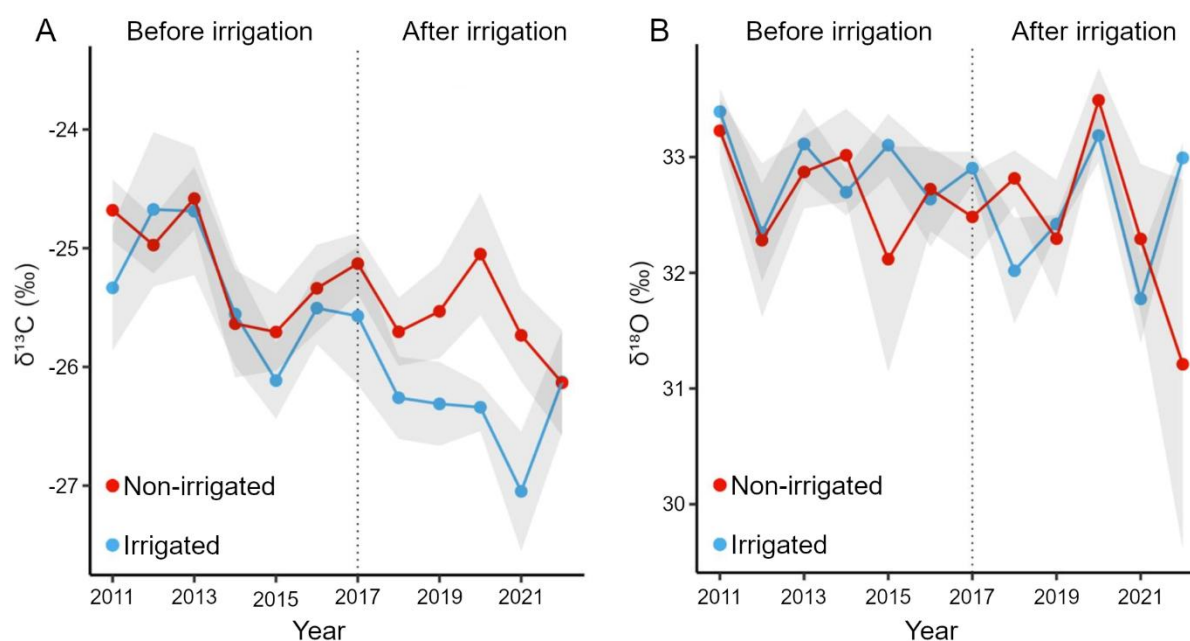 A
Before irrigation
After irrigation
-24
-25
-26
-27
δ¹³C (‰)
Non-irrigated
Irrigated
2011
2013
2015
2017
2019
2021
Year
B
Before irrigation
After irrigation
33
32
31
30
δ¹⁸O (‰)
Non-irrigated
Irrigated
2011
2013
2015
2017
2019
2021
Year